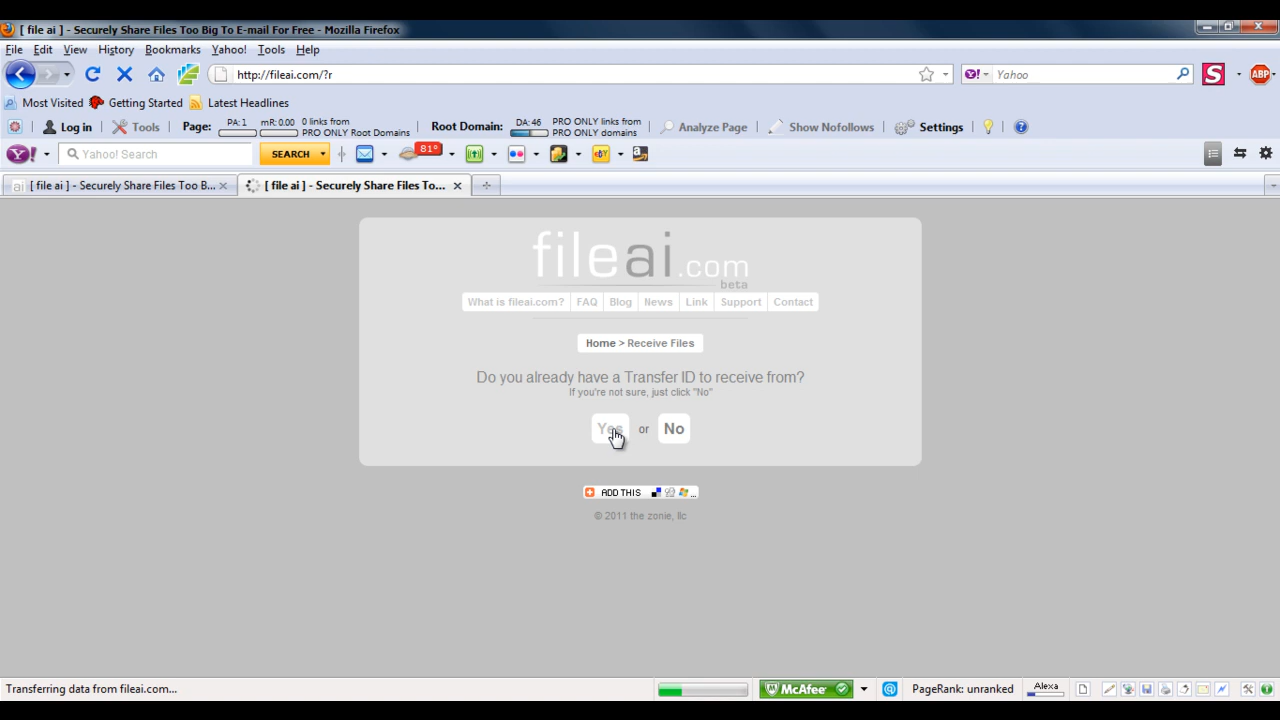 [ file ai ] - Securely Share Files Too Big To E-mail For Free - Mozilla Firefox
File Edit View History Bookmarks Yahoo! Tools Help
http://fileai.com/?r Y! Yahoo S ABP
Most Visited Getting Started Latest Headlines
Log in Tools Page: PA: 1 mR: 0.00 0 links from PRO ONLY Root Domains Root Domain: DA: 46 PRO ONLY links from PRO ONLY domains Analyze Page Show Nofollows Settings
Y! Yahoo! Search SEARCH 81° eBY a
ai [ file ai ] - Securely Share Files Too B... [ file ai ] - Securely Share Files To...
fileai.com
beta
What is fileai.com? FAQ Blog News Link Support Contact
Home > Receive Files
Do you already have a Transfer ID to receive from?
If you're not sure, just click "No"
Yes or No
ADD THIS ...
© 2011 the zonie, llc
Transferring data from fileai.com... McAfee @ PageRank: unranked Alexa